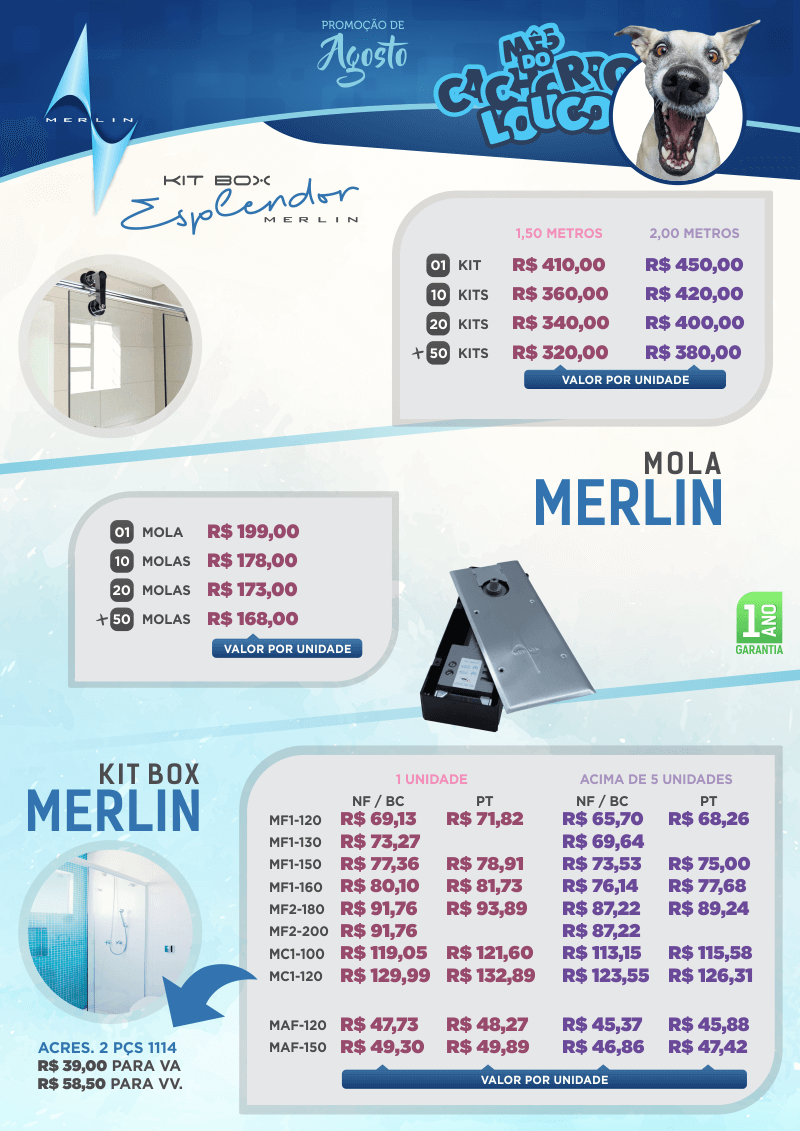 PROMOÇÃO DE
Agosto
MÊS
DO
CACHORRO
LOUCO
MERLIN
KIT BOX
Esplendor
MERLIN
1,50 METROS 2,00 METROS
01 KIT R$ 410,00 R$ 450,00
10 KITS R$ 360,00 R$ 420,00
20 KITS R$ 340,00 R$ 400,00
+50 KITS R$ 320,00 R$ 380,00
VALOR POR UNIDADE
MOLA
MERLIN
01 MOLA R$ 199,00
10 MOLAS R$ 178,00
20 MOLAS R$ 173,00
+50 MOLAS R$ 168,00
VALOR POR UNIDADE
1 ANO
GARANTIA
KIT BOX
MERLIN
1 UNIDADE ACIMA DE 5 UNIDADES
NF / BC PT NF / BC PT
MF1-120 R$ 69,13 R$ 71,82 R$ 65,70 R$ 68,26
MF1-130 R$ 73,27 R$ 69,64
MF1-150 R$ 77,36 R$ 78,91 R$ 73,53 R$ 75,00
MF1-160 R$ 80,10 R$ 81,73 R$ 76,14 R$ 77,68
MF2-180 R$ 91,76 R$ 93,89 R$ 87,22 R$ 89,24
MF2-200 R$ 91,76 R$ 87,22
MC1-100 R$ 119,05 R$ 121,60 R$ 113,15 R$ 115,58
MC1-120 R$ 129,99 R$ 132,89 R$ 123,55 R$ 126,31
MAF-120 R$ 47,73 R$ 48,27 R$ 45,37 R$ 45,88
MAF-150 R$ 49,30 R$ 49,89 R$ 46,86 R$ 47,42
VALOR POR UNIDADE
ACRES. 2 PÇS 1114
R$ 39,00 PARA VA
R$ 58,50 PARA VV.